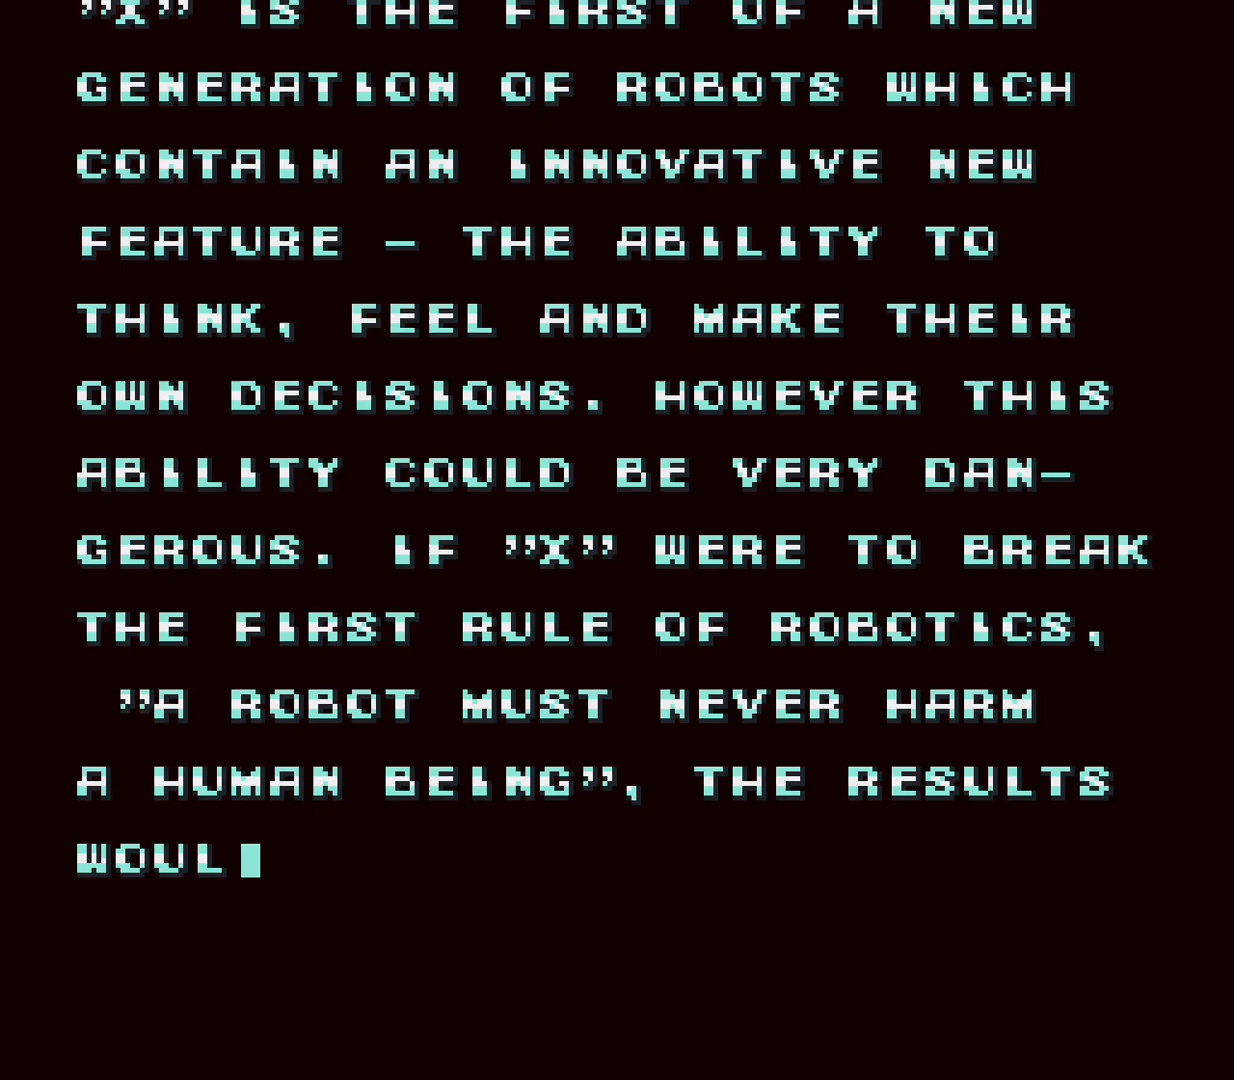 "X" IS THE FIRST OF A NEW
GENERATION OF ROBOTS WHICH
CONTAIN AN INNOVATIVE NEW
FEATURE – THE ABILITY TO
THINK, FEEL AND MAKE THEIR
OWN DECISIONS. HOWEVER THIS
ABILITY COULD BE VERY DAN-
GEROUS. IF "X" WERE TO BREAK
THE FIRST RULE OF ROBOTICS,
"A ROBOT MUST NEVER HARM
A HUMAN BEING", THE RESULTS
WOUL